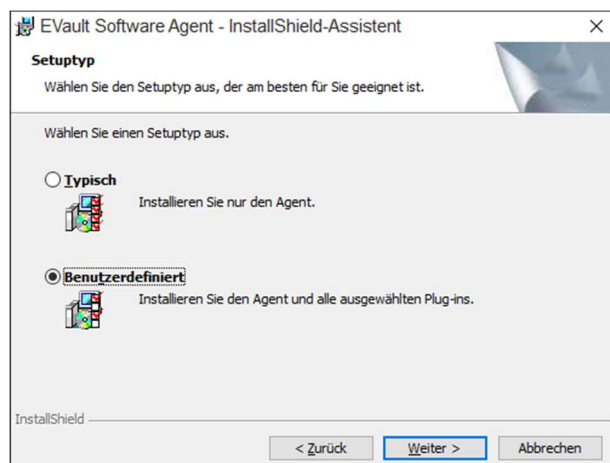 EVault Software Agent - InstallShield-Assistent
Setuptyp
Wählen Sie den Setuptyp aus, der am besten für Sie geeignet ist.
Wählen Sie einen Setuptyp aus.
Typisch
Installieren Sie nur den Agent.
Benutzerdefiniert
Installieren Sie den Agent und alle ausgewählten Plug-ins.
InstallShield
< Zurück Weiter > Abbrechen